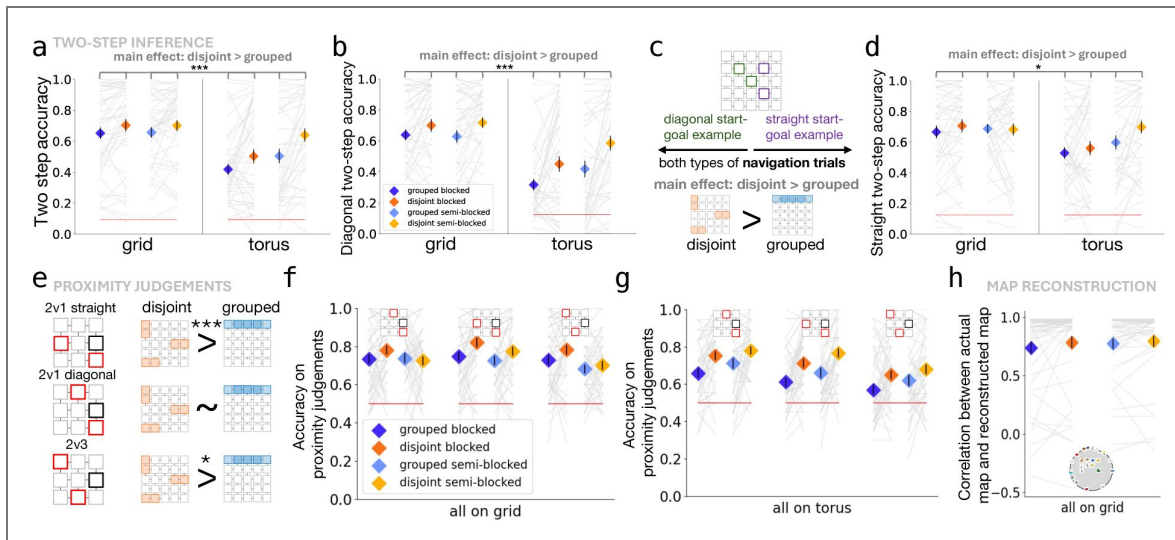 a TWO-STEP INFERENCE
main effect: disjoint > grouped
***
Two step accuracy
1.0
0.8
0.6
0.4
0.2
0.0
grid
torus
b
main effect: disjoint > grouped
***
Diagonal two-step accuracy
1.0
0.8
0.6
0.4
0.2
0.0
grouped blocked
disjoint blocked
grouped semi-blocked
disjoint semi-blocked
grid
torus
c
diagonal start-
goal example
straight start-
goal example
both types of navigation trials
main effect: disjoint > grouped
>
disjoint
grouped
d
main effect: disjoint > grouped
*
Straight two-step accuracy
1.0
0.8
0.6
0.4
0.2
0.0
grid
torus
e PROXIMITY JUDGEMENTS
2v1 straight
disjoint
grouped
***
>
2v1 diagonal
~
2v3
*
>
f
Accuracy on
proximity judgements
1.0
0.8
0.6
0.4
0.2
0.0
grouped blocked
disjoint blocked
grouped semi-blocked
disjoint semi-blocked
all on grid
g
Accuracy on
proximity judgements
1.0
0.8
0.6
0.4
0.2
0.0
all on torus
h MAP RECONSTRUCTION
Correlation between actual
map and reconstructed map
1.0
0.5
0.0
−0.5
all on grid